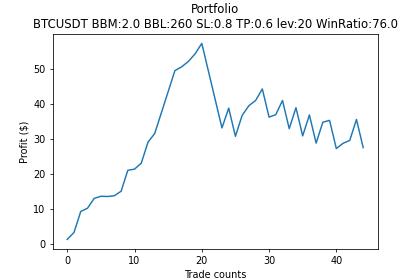 Portfolio
BTCUSDT BBM:2.0 BBL:260 SL:0.8 TP:0.6 lev:20 WinRatio:76.0
Profit ($)
50
40
30
20
10
0
0
10
20
30
40
Trade counts